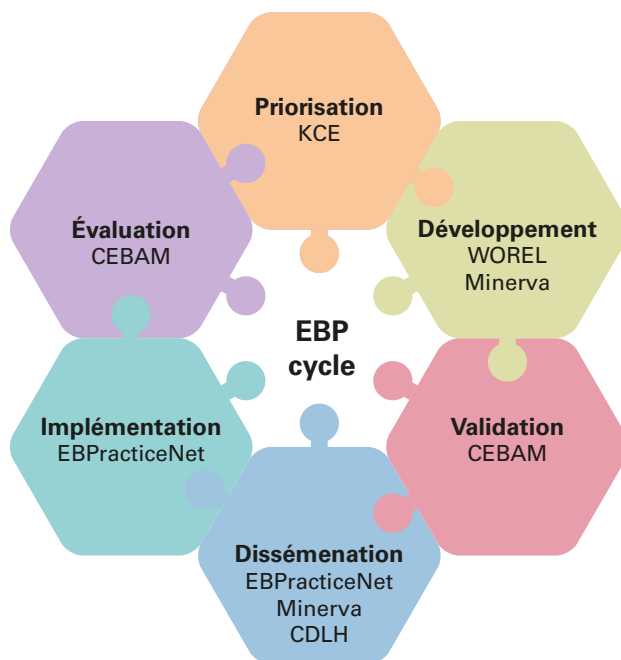 Priorisation
KCE
Développement
WOREL
Minerva
Validation
CEBAM
Dissémenation
EBPracticeNet
Minerva
CDLH
Implémentation
EBPracticeNet
Évaluation
CEBAM
EBP
cycle